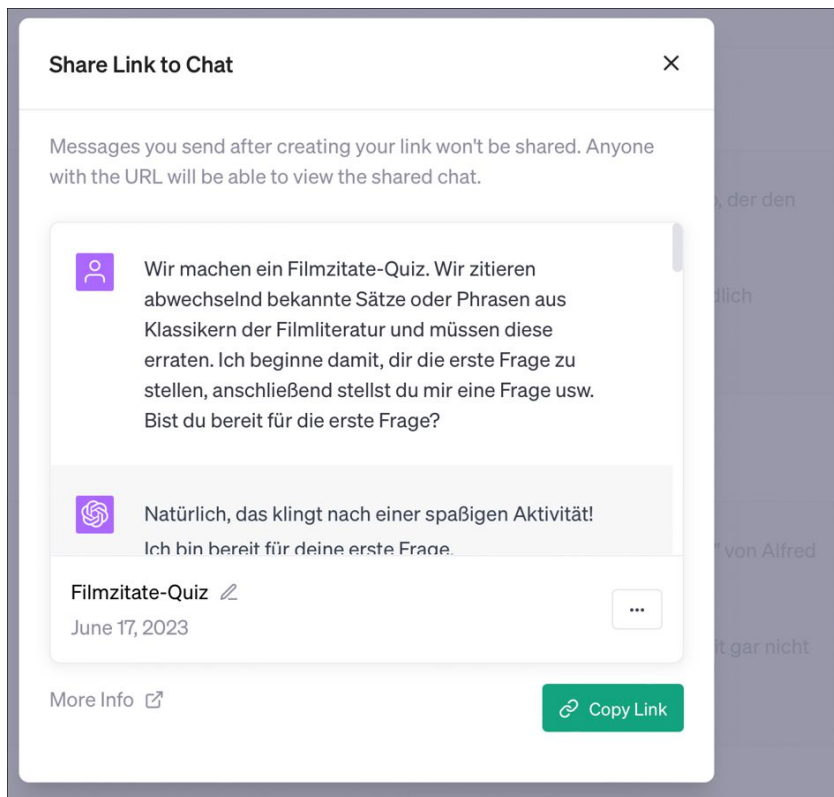 Share Link to Chat
Messages you send after creating your link won't be shared. Anyone
with the URL will be able to view the shared chat.
, der den
Wir machen ein Filmzitate-Quiz. Wir zitieren
abwechselnd bekannte Sätze oder Phrasen aus
dlich
Klassikern der Filmliteratur und müssen diese
erraten. Ich beginne damit, dir die erste Frage zu
stellen, anschließend stellst du mir eine Frage usw.
Bist du bereit für die erste Frage?
Natürlich, das klingt nach einer spaßigen Aktivität!
Ich bin bereit für deine erste Frage.
" von Alfred
Filmzitate-Quiz
June 17, 2023
...
it gar nicht
More Info
Copy Link